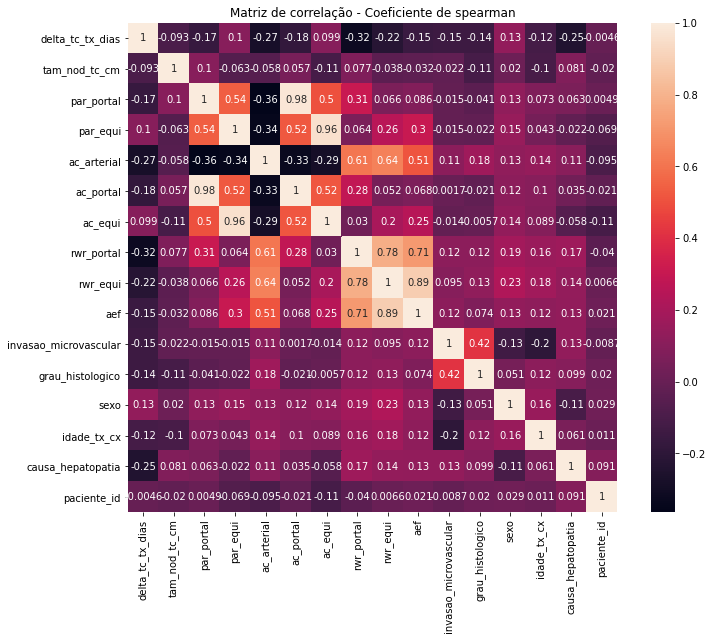 Matriz de correlação - Coeficiente de spearman
delta_tc_tx_dias 1 -0.093 -0.17 0.1 -0.27 -0.18 0.099 -0.32 -0.22 -0.15 -0.15 -0.14 0.13 -0.12 -0.25 -0.0046
tam_nod_tc_cm -0.093 1 0.1 -0.063 -0.058 0.057 -0.11 0.077 -0.038 -0.032 -0.022 -0.11 0.02 -0.1 0.081 -0.02
par_portal -0.17 0.1 1 0.54 -0.36 0.98 0.5 0.31 0.066 0.086 -0.015 -0.041 0.13 0.073 0.063 0.0049
par_equi 0.1 -0.063 0.54 1 -0.34 0.52 0.96 0.064 0.26 0.3 -0.015 -0.022 0.15 0.043 -0.022 -0.069
ac_arterial -0.27 -0.058 -0.36 -0.34 1 -0.33 -0.29 0.61 0.64 0.51 0.11 0.18 0.13 0.14 0.11 -0.095
ac_portal -0.18 0.057 0.98 0.52 -0.33 1 0.52 0.28 0.052 0.068 0.0017 -0.021 0.12 0.1 0.035 -0.021
ac_equi 0.099 -0.11 0.5 0.96 -0.29 0.52 1 0.03 0.2 0.25 -0.014 -0.0057 0.14 0.089 -0.058 -0.11
rwr_portal -0.32 0.077 0.31 0.064 0.61 0.28 0.03 1 0.78 0.71 0.12 0.12 0.19 0.16 0.17 -0.04
rwr_equi -0.22 -0.038 0.066 0.26 0.64 0.052 0.2 0.78 1 0.89 0.095 0.13 0.23 0.18 0.14 0.0066
aef -0.15 -0.032 0.086 0.3 0.51 0.068 0.25 0.71 0.89 1 0.12 0.074 0.13 0.12 0.13 0.021
invasao_microvascular -0.15 -0.022 -0.015 -0.015 0.11 0.0017 -0.014 0.12 0.095 0.12 1 0.42 -0.13 -0.2 0.13 -0.0087
grau_histologico -0.14 -0.11 -0.041 -0.022 0.18 -0.021 -0.0057 0.12 0.13 0.074 0.42 1 0.051 0.12 0.099 0.02
sexo 0.13 0.02 0.13 0.15 0.13 0.12 0.14 0.19 0.23 0.13 -0.13 0.051 1 0.16 -0.11 0.029
idade_tx_cx -0.12 -0.1 0.073 0.043 0.14 0.1 0.089 0.16 0.18 0.12 -0.2 0.12 0.16 1 0.061 0.011
causa_hepatopatia -0.25 0.081 0.063 -0.022 0.11 0.035 -0.058 0.17 0.14 0.13 0.13 0.099 -0.11 0.061 1 0.091
paciente_id -0.0046 -0.02 0.0049 -0.069 -0.095 -0.021 -0.11 -0.04 0.0066 0.021 -0.0087 0.02 0.029 0.011 0.091 1
delta_tc_tx_dias
tam_nod_tc_cm
par_portal
par_equi
ac_arterial
ac_portal
ac_equi
rwr_portal
rwr_equi
aef
invasao_microvascular
grau_histologico
sexo
idade_tx_cx
causa_hepatopatia
paciente_id
1.0
0.8
0.6
0.4
0.2
0.0
−0.2